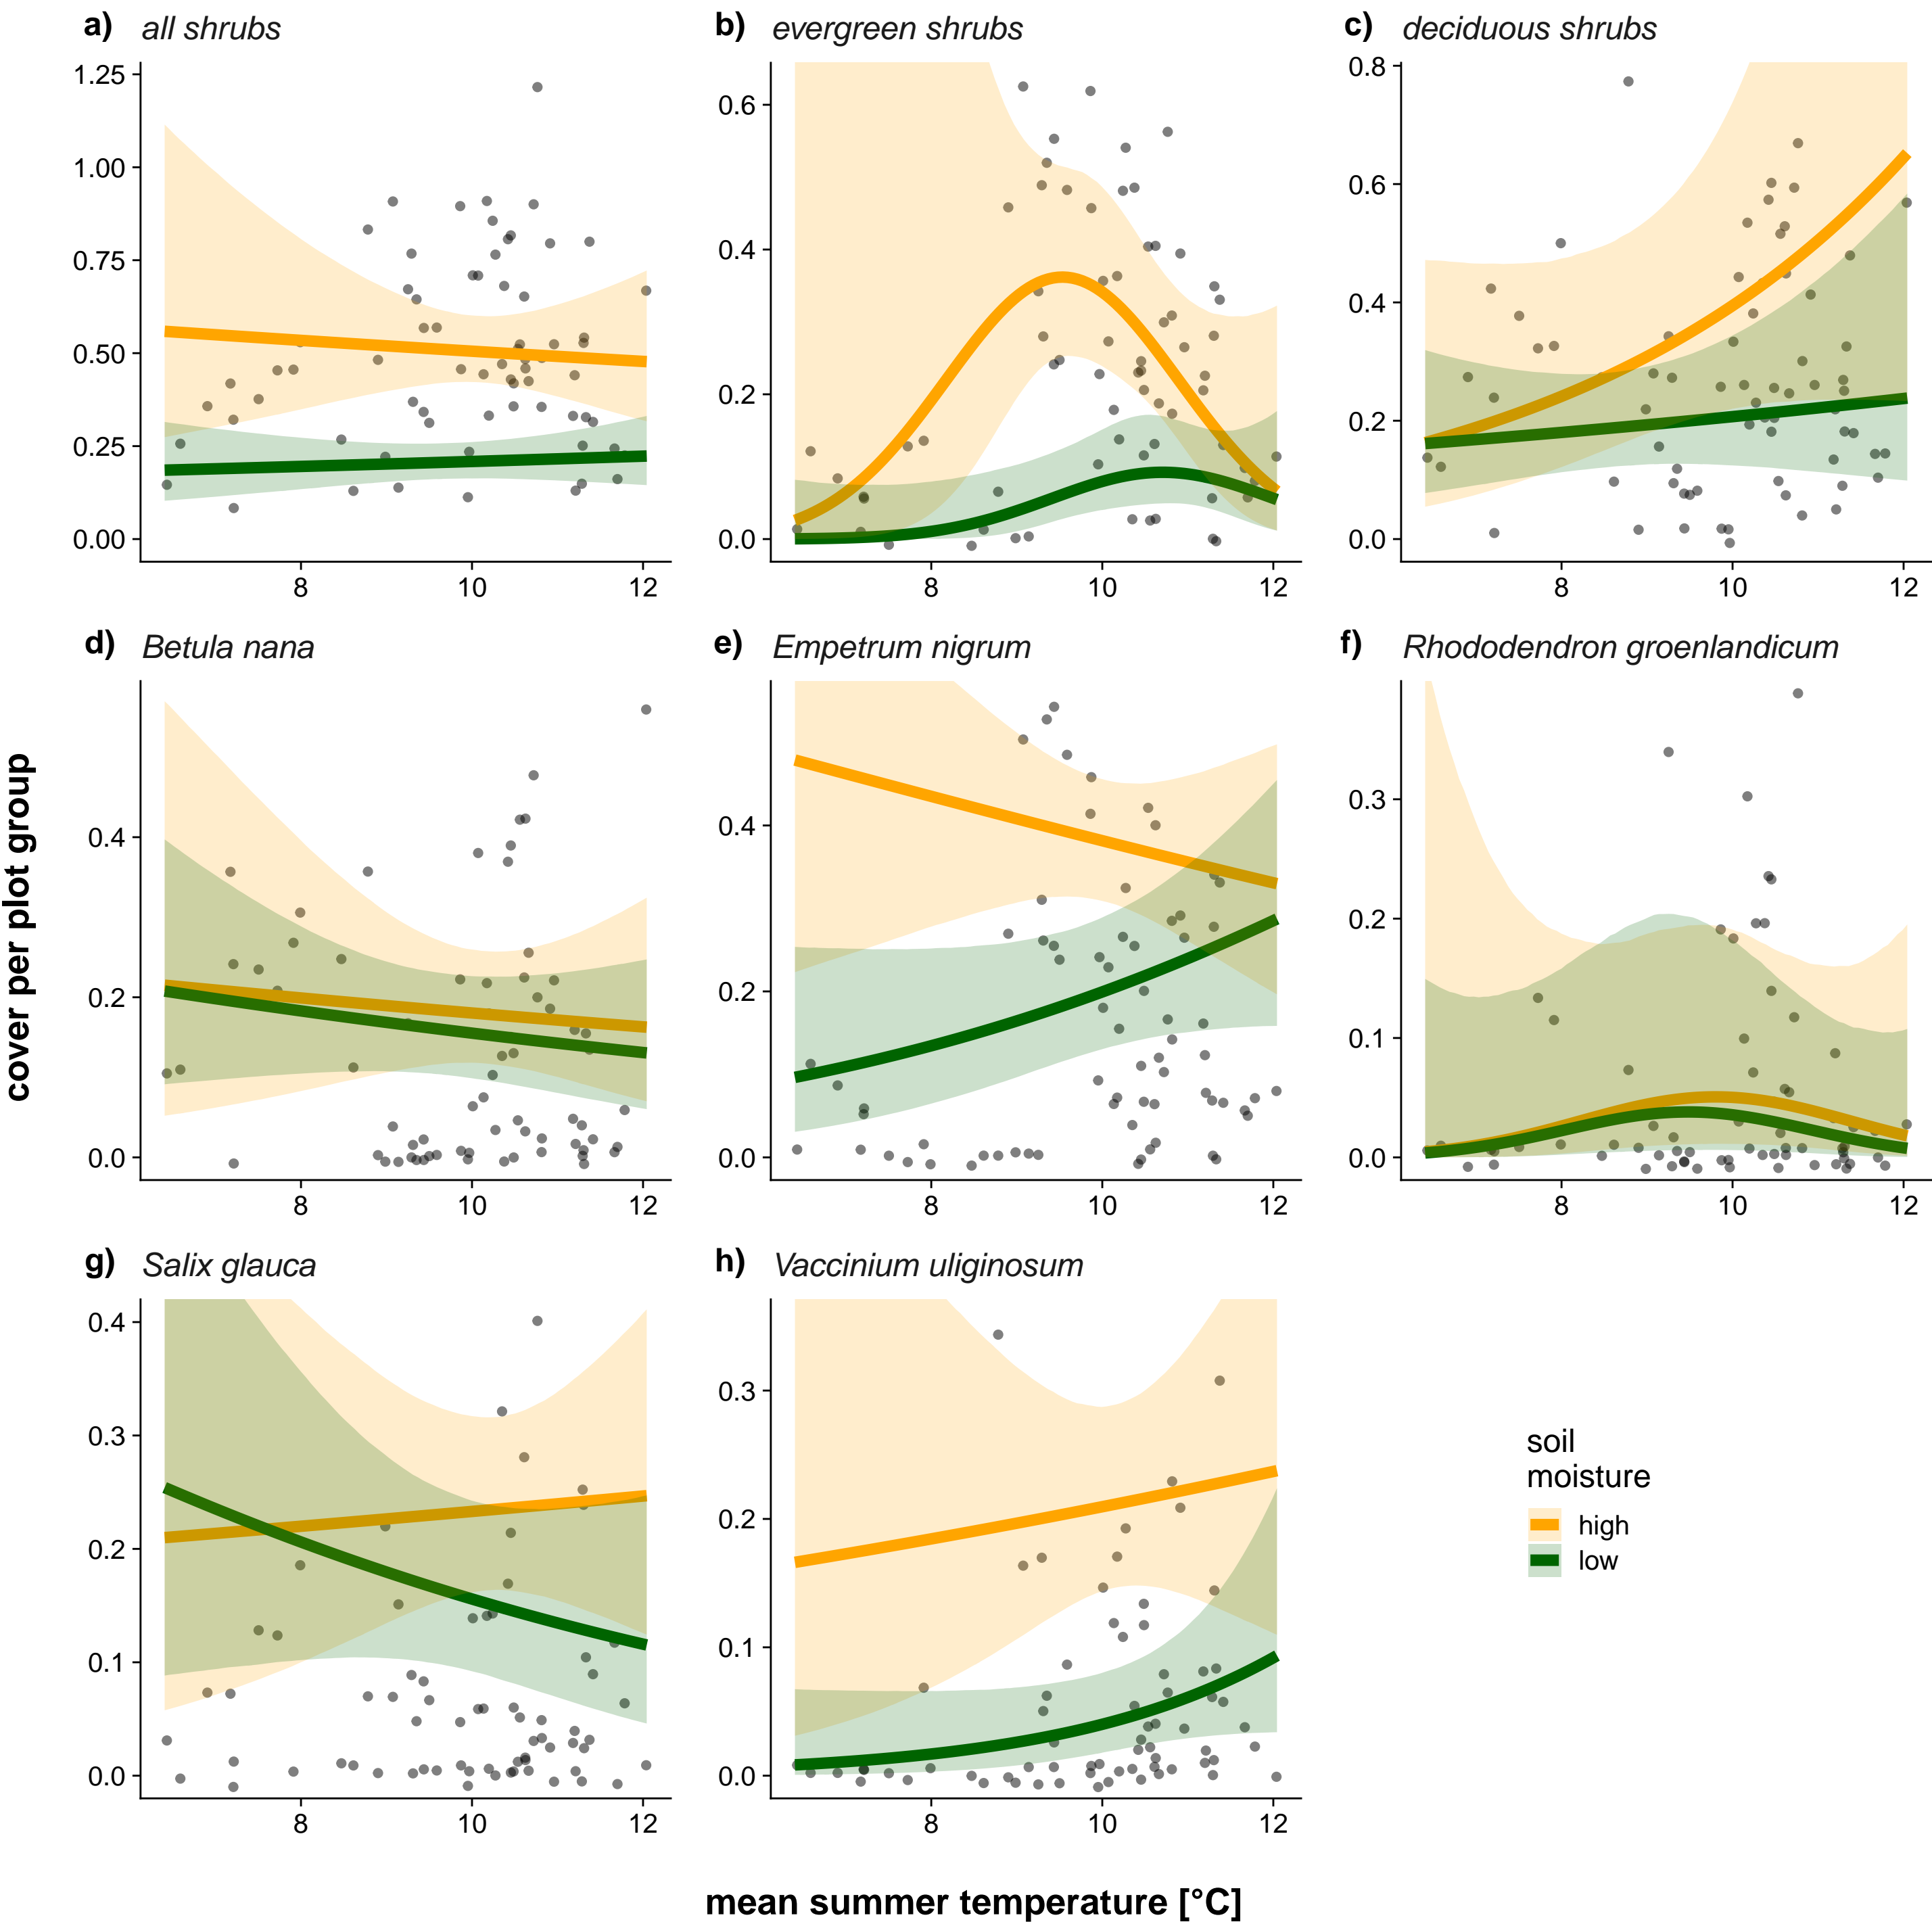 a) all shrubs
b) evergreen shrubs
c) deciduous shrubs
1.25
1.00
0.75
0.50
0.25
0.00
8 10 12
0.6
0.4
0.2
0.0
8 10 12
0.8
0.6
0.4
0.2
0.0
8 10 12
cover per plot group
d) Betula nana
e) Empetrum nigrum
f) Rhododendron groenlandicum
0.4
0.2
0.0
8 10 12
0.4
0.2
0.0
8 10 12
0.3
0.2
0.1
0.0
8 10 12
g) Salix glauca
h) Vaccinium uliginosum
0.4
0.3
0.2
0.1
0.0
8 10 12
0.3
0.2
0.1
0.0
8 10 12
soil
moisture
high
low
mean summer temperature [°C]